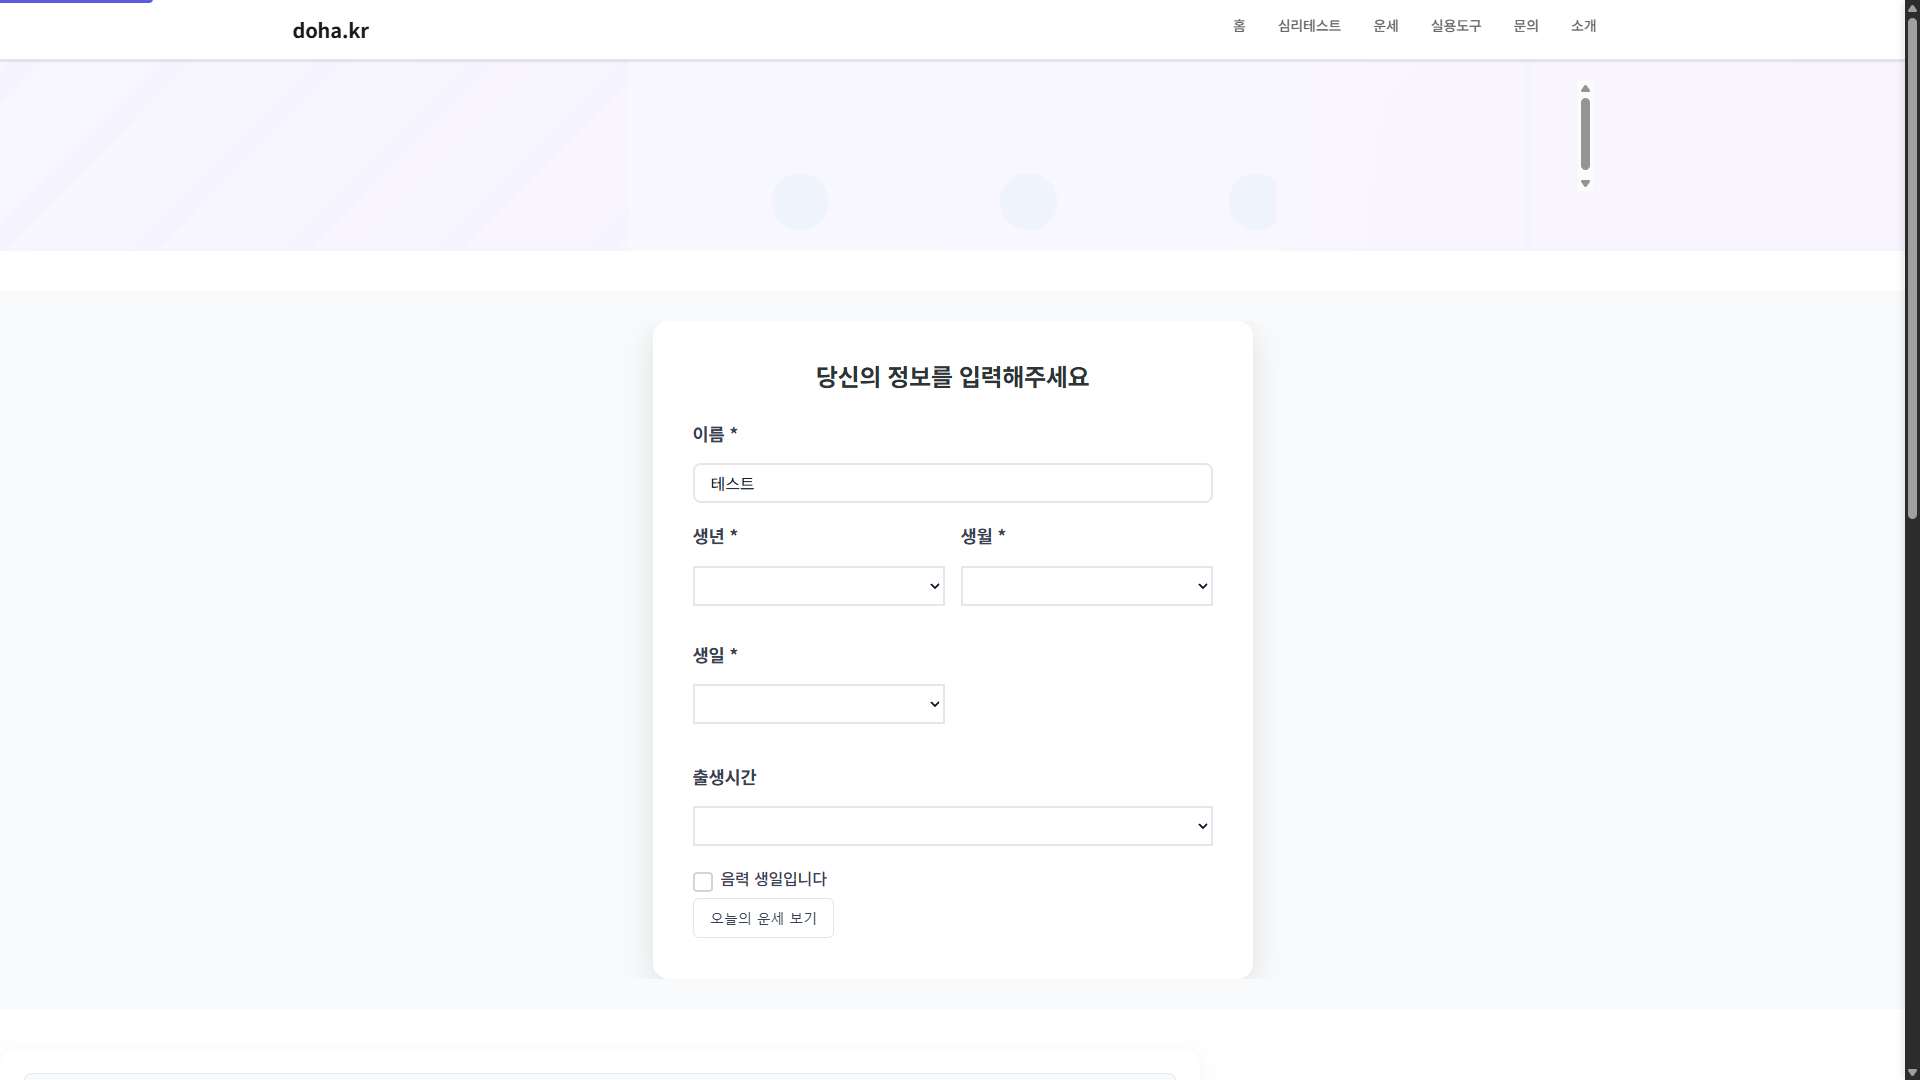 doha.kr
홈
심리테스트
운세
실용도구
문의
소개
당신의 정보를 입력해주세요
이름 *
테스트
생년 *
생월 *
생일 *
출생시간
음력 생일입니다
오늘의 운세 보기